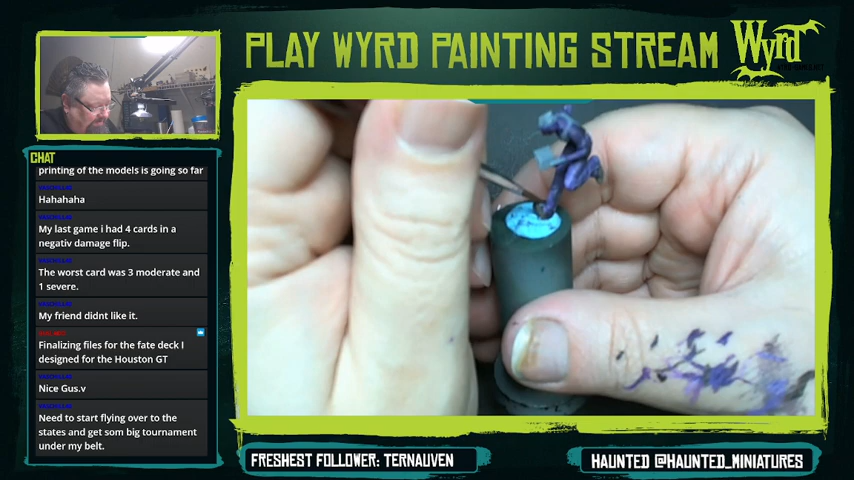 PLAY WYRD PAINTING STREAM
Wyrd
CHAT
printing of the models is going so far
Hahahaha
My last game i had 4 cards in a
negativ damage flip.
The worst card was 3 moderate and
1 severe.
My friend didnt like it.
Finalizing files for the fate deck I
designed for the Houston GT
Nice Gus.v
Need to start flying over to the
states and get som big tournament
under my belt.
FRESHEST FOLLOWER: TERNAUVEN
HAUNTED @HAUNTED_MINIATURES